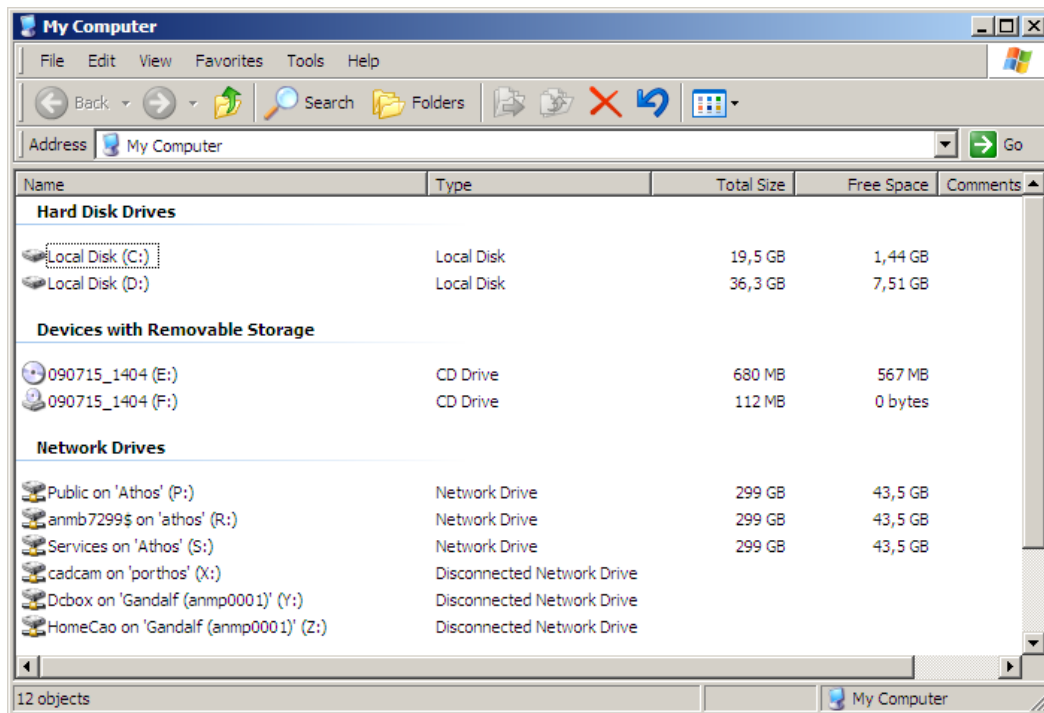 My Computer
File Edit View Favorites Tools Help
Back Search Folders
Address My Computer Go
Name Type Total Size Free Space Comments
Hard Disk Drives
Local Disk (C:) Local Disk 19,5 GB 1,44 GB
Local Disk (D:) Local Disk 36,3 GB 7,51 GB
Devices with Removable Storage
090715_1404 (E:) CD Drive 680 MB 567 MB
090715_1404 (F:) CD Drive 112 MB 0 bytes
Network Drives
Public on 'Athos' (P:) Network Drive 299 GB 43,5 GB
anmb7299$ on 'athos' (R:) Network Drive 299 GB 43,5 GB
Services on 'Athos' (S:) Network Drive 299 GB 43,5 GB
cadcam on 'porthos' (X:) Disconnected Network Drive
Dcbox on 'Gandalf (anmp0001)' (Y:) Disconnected Network Drive
HomeCao on 'Gandalf (anmp0001)' (Z:) Disconnected Network Drive
12 objects My Computer